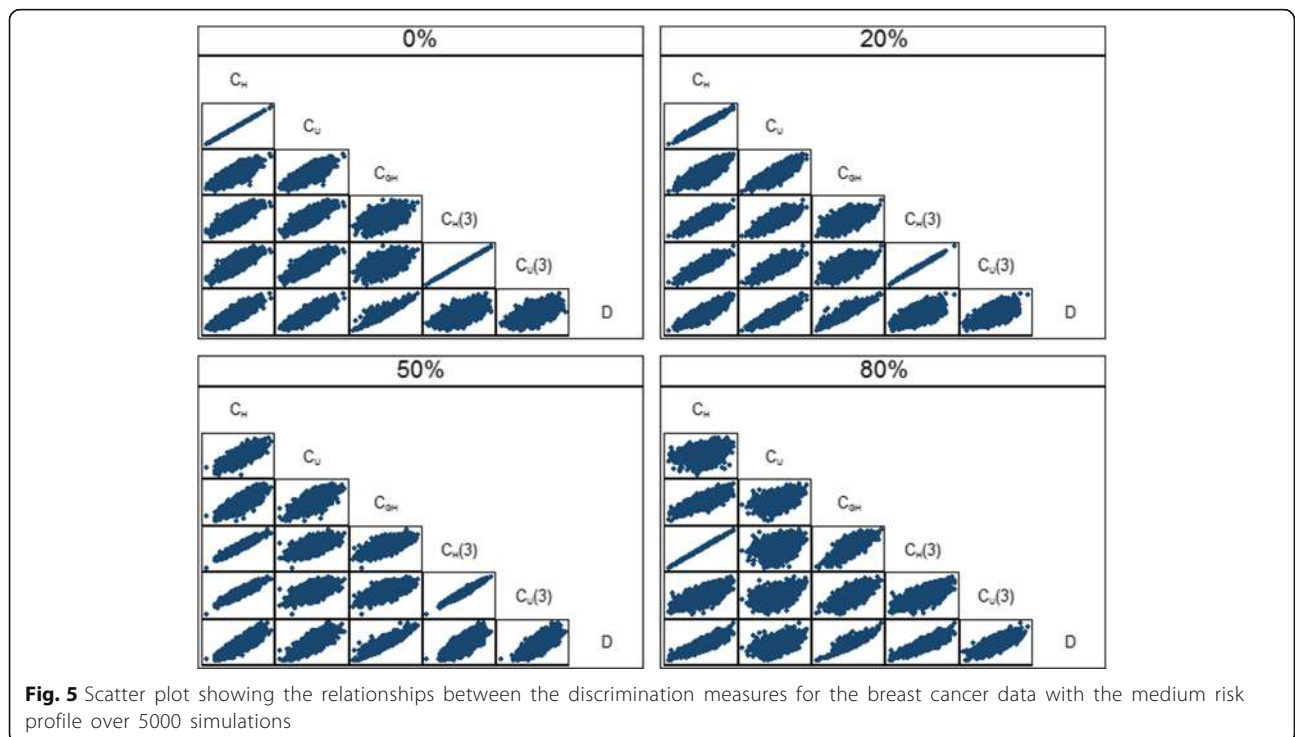 0%
20%
C_H
C_H
C_U
C_U
C_GH
C_GH
C_H(3)
C_H(3)
C_U(3)
C_U(3)
D
D
50%
80%
C_H
C_H
C_U
C_U
C_GH
C_GH
C_H(3)
C_H(3)
C_U(3)
C_U(3)
D
D
Fig. 5 Scatter plot showing the relationships between the discrimination measures for the breast cancer data with the medium risk
profile over 5000 simulations